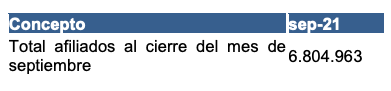 Concepto sep-21
Total afiliados al cierre del mes de
septiembre 6.804.963